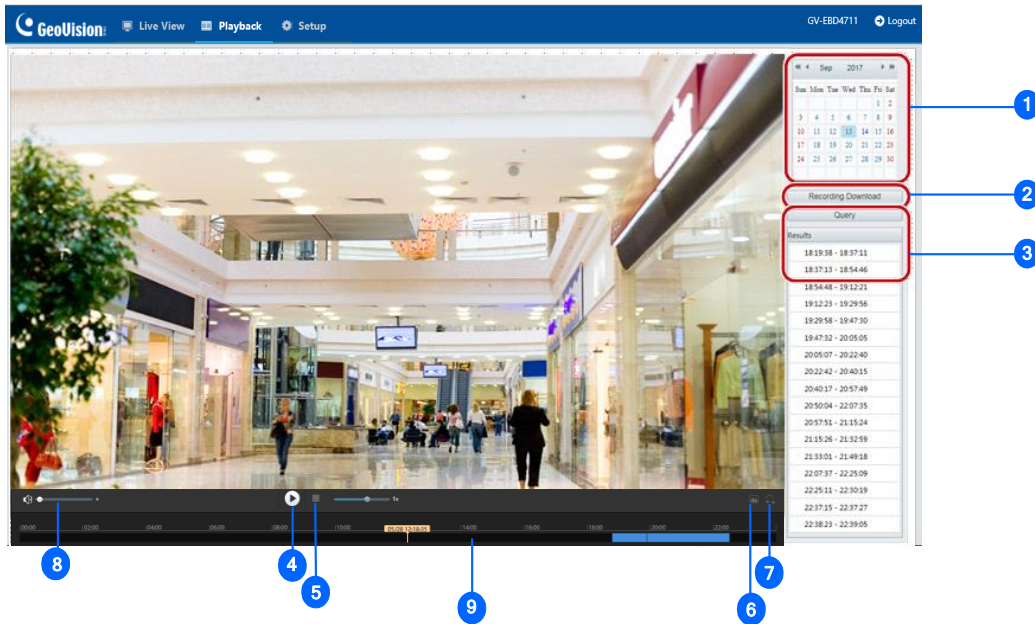 GeoVision
Live View
Playback
Setup
GV-EBD4711
Logout
Sep 2017
Sun Mon Tue Wed Thu Fri Sat
1 2
3 4 5 6 7 8 9
10 11 12 13 14 15 16
17 18 19 20 21 22 23
24 25 26 27 28 29 30
1
Recording Download
2
Query
Results
3
18:19:38 - 18:37:11
18:37:13 - 18:54:46
18:54:48 - 19:12:21
19:12:23 - 19:29:56
19:29:58 - 19:47:30
19:47:32 - 20:05:05
20:05:07 - 20:22:40
20:22:42 - 20:40:15
20:40:17 - 20:57:49
20:50:04 - 22:07:35
20:57:51 - 21:15:24
21:15:26 - 21:32:59
21:33:01 - 21:49:18
22:07:37 - 22:25:09
22:25:11 - 22:30:19
22:37:15 - 22:37:27
22:38:23 - 22:39:05
1x
00:00 02:00 04:00 06:00 08:00 10:00 05/28 12:18:35 14:00 16:00 18:00 20:00 22:00
8
4
5
9
6
7